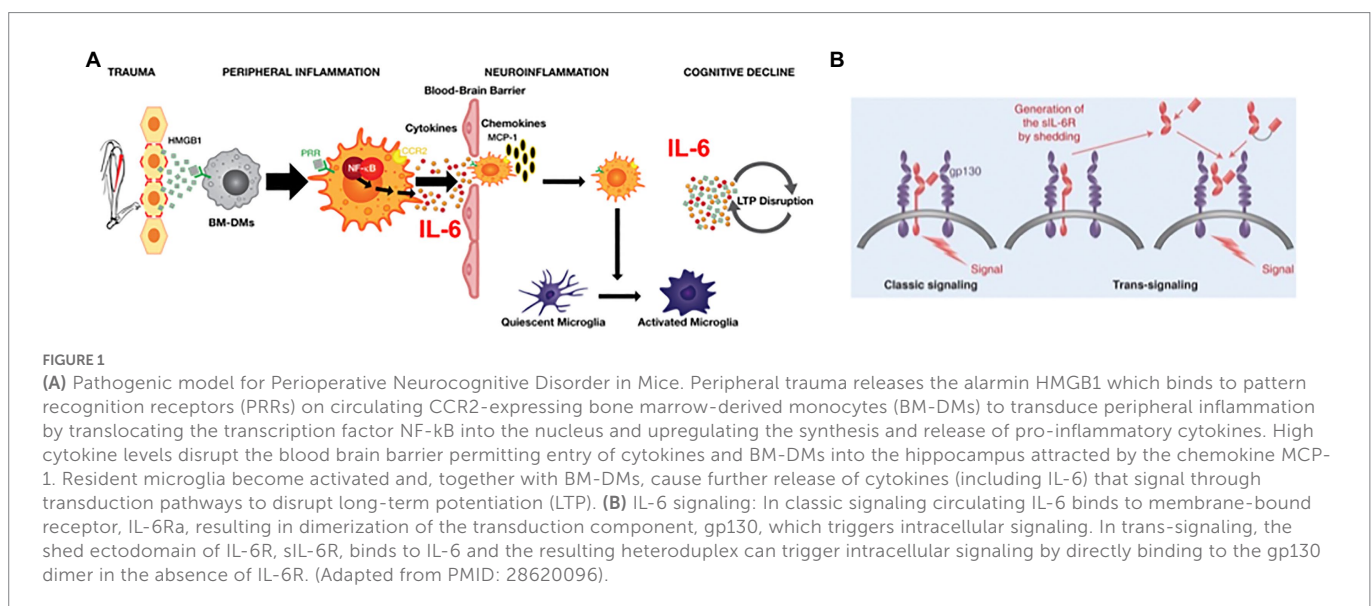 A
TRAUMA
PERIPHERAL INFLAMMATION
NEUROINFLAMMATION
COGNITIVE DECLINE
Blood-Brain Barrier
HMGB1
Cytokines
Chemokines
MCP-1
PRR
CCR2
NF-κB
IL-6
IL-6
BM-DMs
LTP Disruption
Quiescent Microglia
Activated Microglia
B
Generation of
the sIL-6R
by shedding
gp130
Signal
Signal
Classic signaling
Trans-signaling
FIGURE 1
(A) Pathogenic model for Perioperative Neurocognitive Disorder in Mice. Peripheral trauma releases the alarmin HMGB1 which binds to pattern
recognition receptors (PRRs) on circulating CCR2-expressing bone marrow-derived monocytes (BM-DMs) to transduce peripheral inflammation
by translocating the transcription factor NF-kB into the nucleus and upregulating the synthesis and release of pro-inflammatory cytokines. High
cytokine levels disrupt the blood brain barrier permitting entry of cytokines and BM-DMs into the hippocampus attracted by the chemokine MCP-
1. Resident microglia become activated and, together with BM-DMs, cause further release of cytokines (including IL-6) that signal through
transduction pathways to disrupt long-term potentiation (LTP). (B) IL-6 signaling: In classic signaling circulating IL-6 binds to membrane-bound
receptor, IL-6Ra, resulting in dimerization of the transduction component, gp130, which triggers intracellular signaling. In trans-signaling, the
shed ectodomain of IL-6R, sIL-6R, binds to IL-6 and the resulting heteroduplex can trigger intracellular signaling by directly binding to the gp130
dimer in the absence of IL-6R. (Adapted from PMID: 28620096).